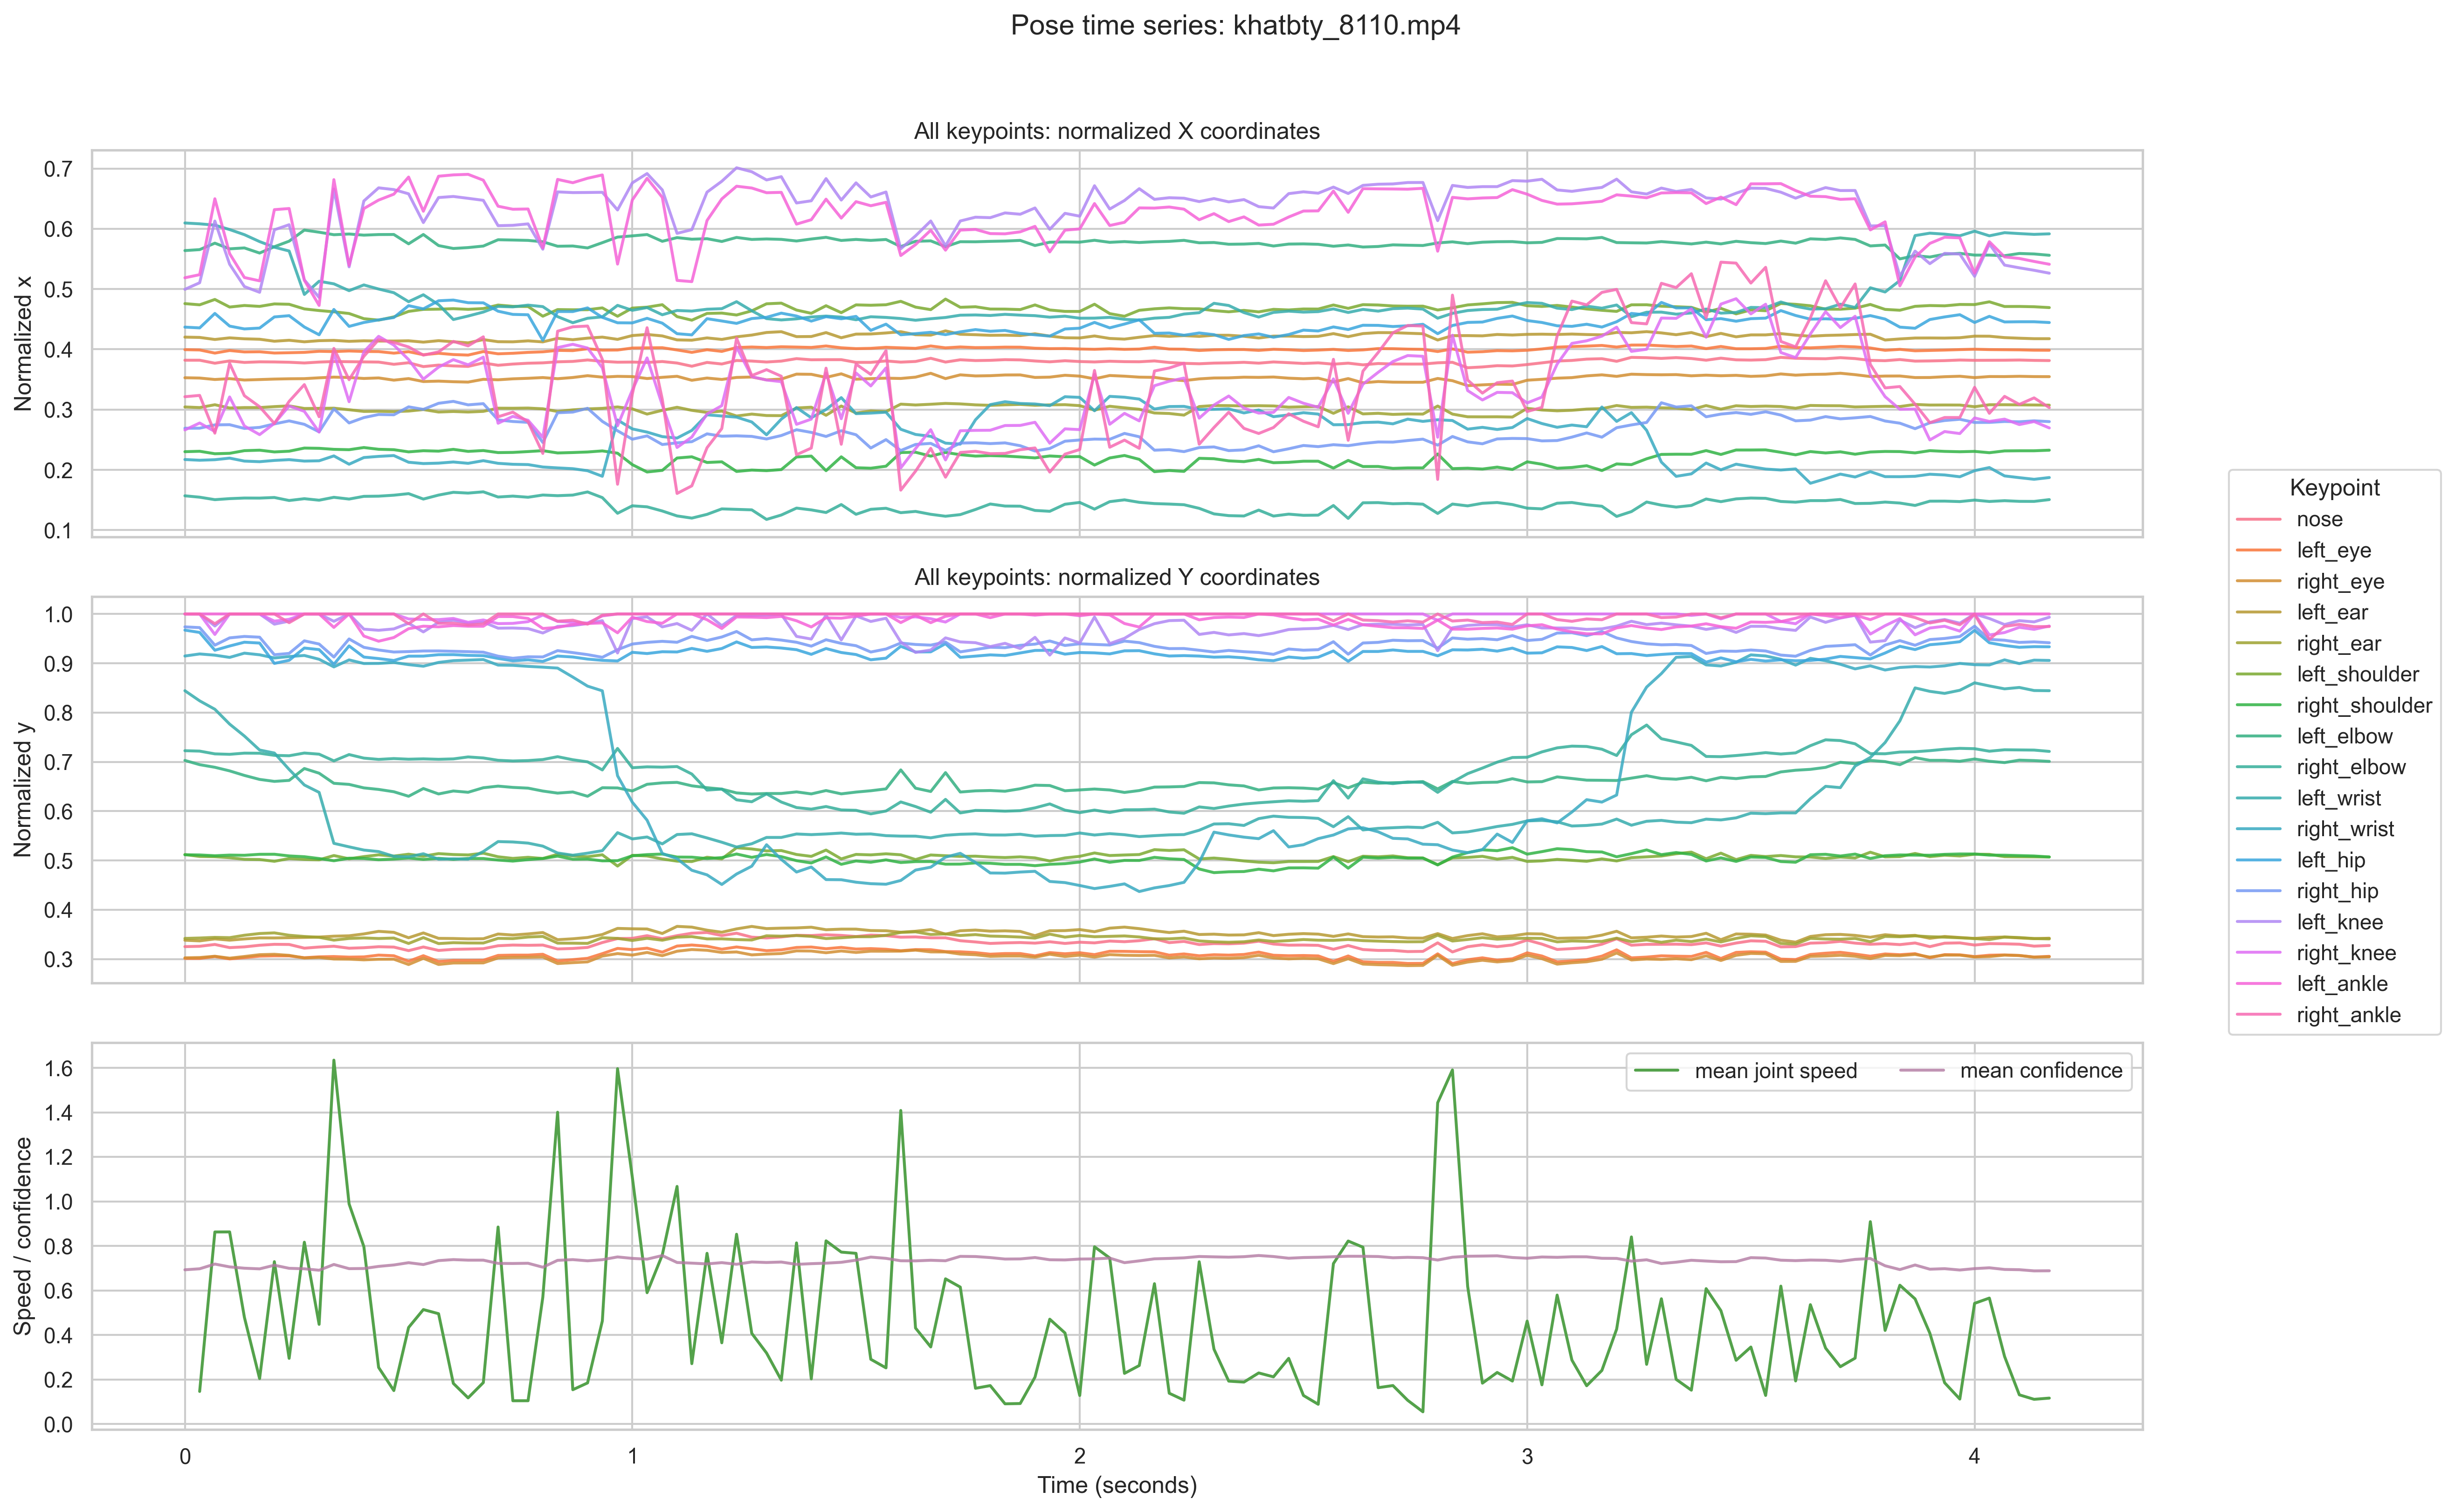 Pose time series: khatbty_8110.mp4
All keypoints: normalized X coordinates
Normalized x
0.7
0.6
0.5
0.4
0.3
0.2
0.1
All keypoints: normalized Y coordinates
Normalized y
1.0
0.9
0.8
0.7
0.6
0.5
0.4
0.3
Speed / confidence
1.6
1.4
1.2
1.0
0.8
0.6
0.4
0.2
0.0
mean joint speed mean confidence
0 1 2 3 4
Time (seconds)
Keypoint
nose
left_eye
right_eye
left_ear
right_ear
left_shoulder
right_shoulder
left_elbow
right_elbow
left_wrist
right_wrist
left_hip
right_hip
left_knee
right_knee
left_ankle
right_ankle